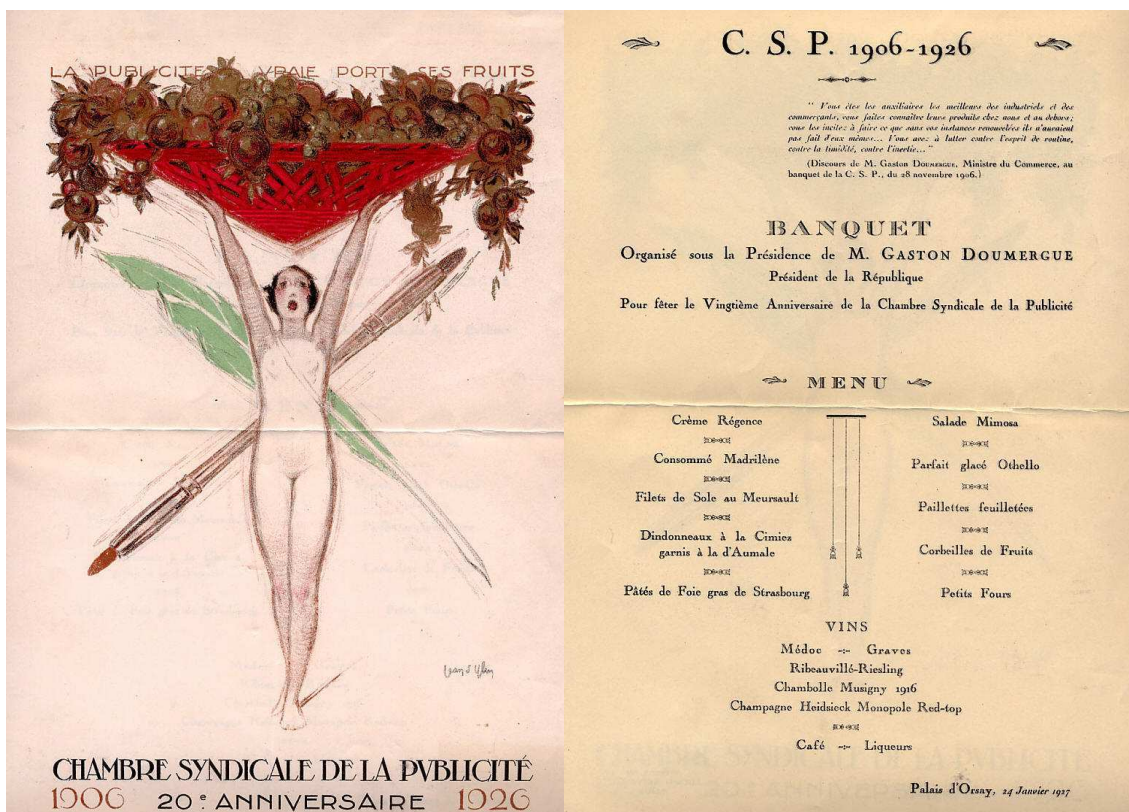 LA PUBLICITE VRAIE PORTE SES FRUITS
CHAMBRE SYNDICALE DE LA PVBLICITÉ
1906 20e ANNIVERSAIRE 1926
C. S. P. 1906-1926
" Vous êtes les auxiliaires les meilleurs des industriels et des
commerçants, vous faites connaître leurs produits chez nous et au dehors;
vous les incitez à faire ce que sans vos instances renouvelées ils n'auraient
pas fait d'eux mêmes... Vous avez à lutter contre l'esprit de routine,
contre la timidité, contre l'inertie... "
(Discours de M. Gaston DOUMERGUE, Ministre du Commerce, au
banquet de la C. S. P., du 28 novembre 1906.)
BANQUET
Organisé sous la Présidence de M. GASTON DOUMERGUE
Président de la République
Pour fêter le Vingtième Anniversaire de la Chambre Syndicale de la Publicité
MENU
Crème Régence
Consommé Madrilène
Filets de Sole au Meursault
Dindonneaux à la Cimiez
garnis à la d'Aumale
Pâtés de Foie gras de Strasbourg
Salade Mimosa
Parfait glacé Othello
Paillettes feuilletées
Corbeilles de Fruits
Petits Fours
VINS
Médoc -:- Graves
Ribeauvillé-Riesling
Chambolle Musigny 1916
Champagne Heidsieck Monopole Red-top
Café -:- Liqueurs
Palais d'Orsay, 24 Janvier 1927